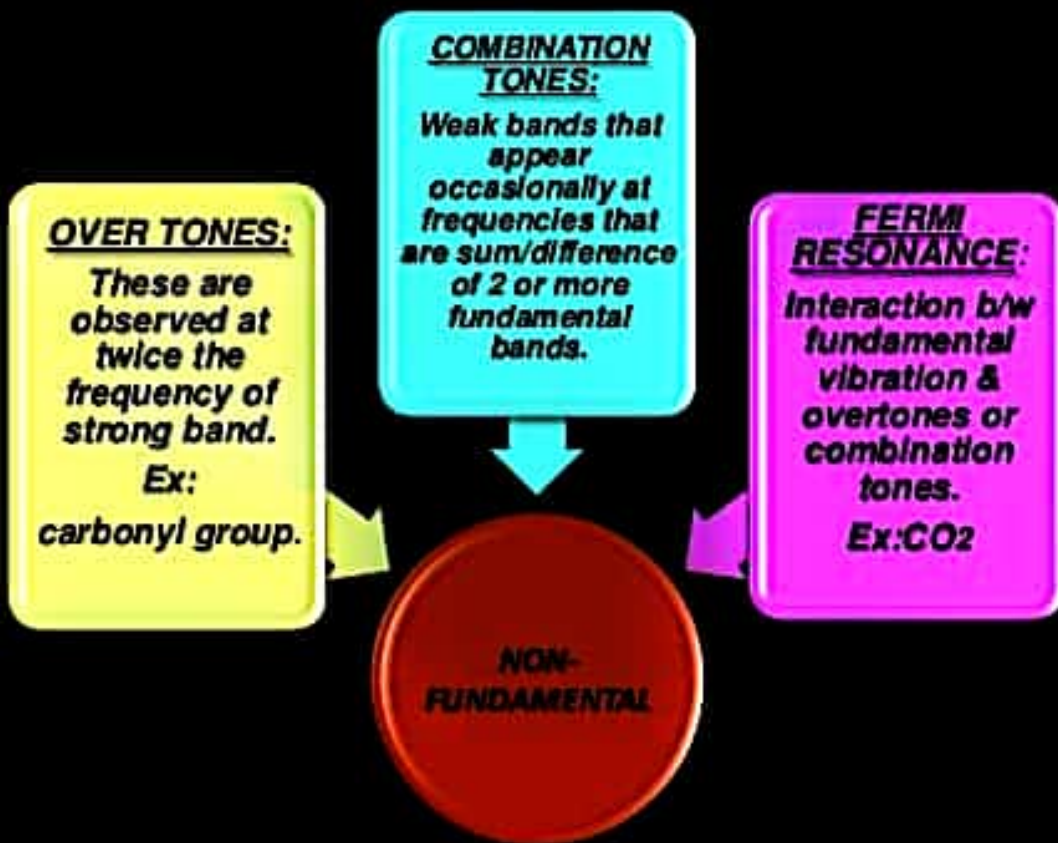 OVER TONES:
These are
observed at
twice the
frequency of
strong band.
Ex:
carbonyl group.
COMBINATION
TONES:
Weak bands that
appear
occasionally at
frequencies that
are sum/difference
of 2 or more
fundamental
bands.
FERMI
RESONANCE:
Interaction b/w
fundamental
vibration &
overtones or
combination
tones.
Ex:CO2
NON-
FUNDAMENTAL